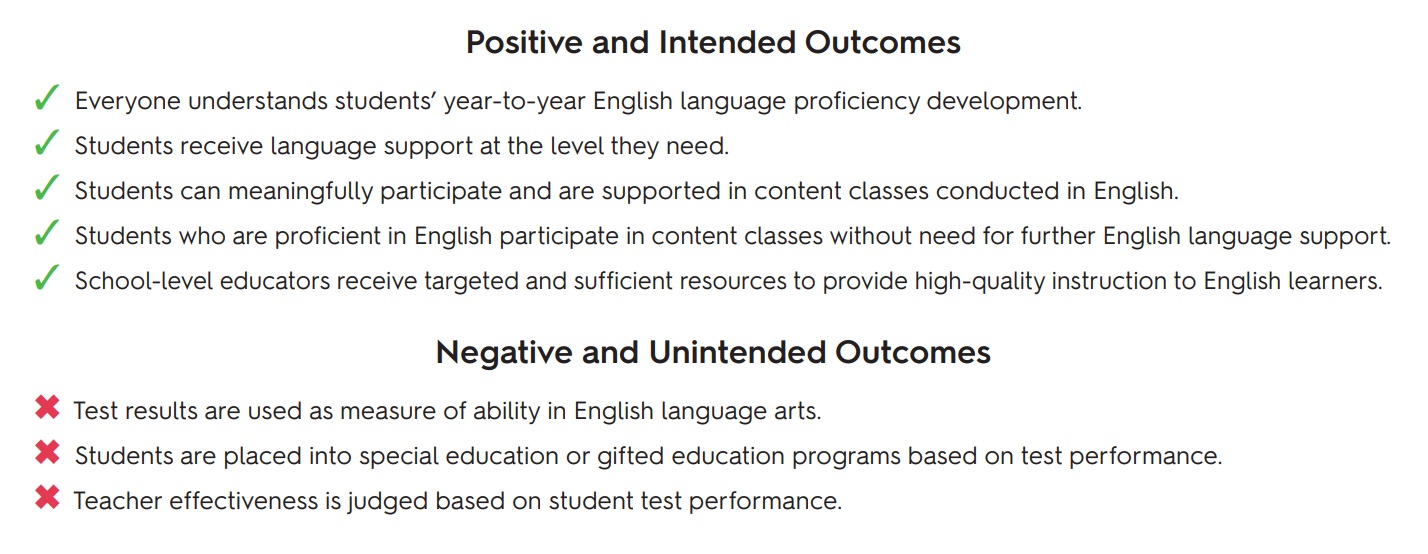 Positive and Intended Outcomes
✓ Everyone understands students’ year-to-year English language proficiency development.
✓ Students receive language support at the level they need.
✓ Students can meaningfully participate and are supported in content classes conducted in English.
✓ Students who are proficient in English participate in content classes without need for further English language support.
✓ School-level educators receive targeted and sufficient resources to provide high-quality instruction to English learners.
Negative and Unintended Outcomes
✖ Test results are used as measure of ability in English language arts.
✖ Students are placed into special education or gifted education programs based on test performance.
✖ Teacher effectiveness is judged based on student test performance.